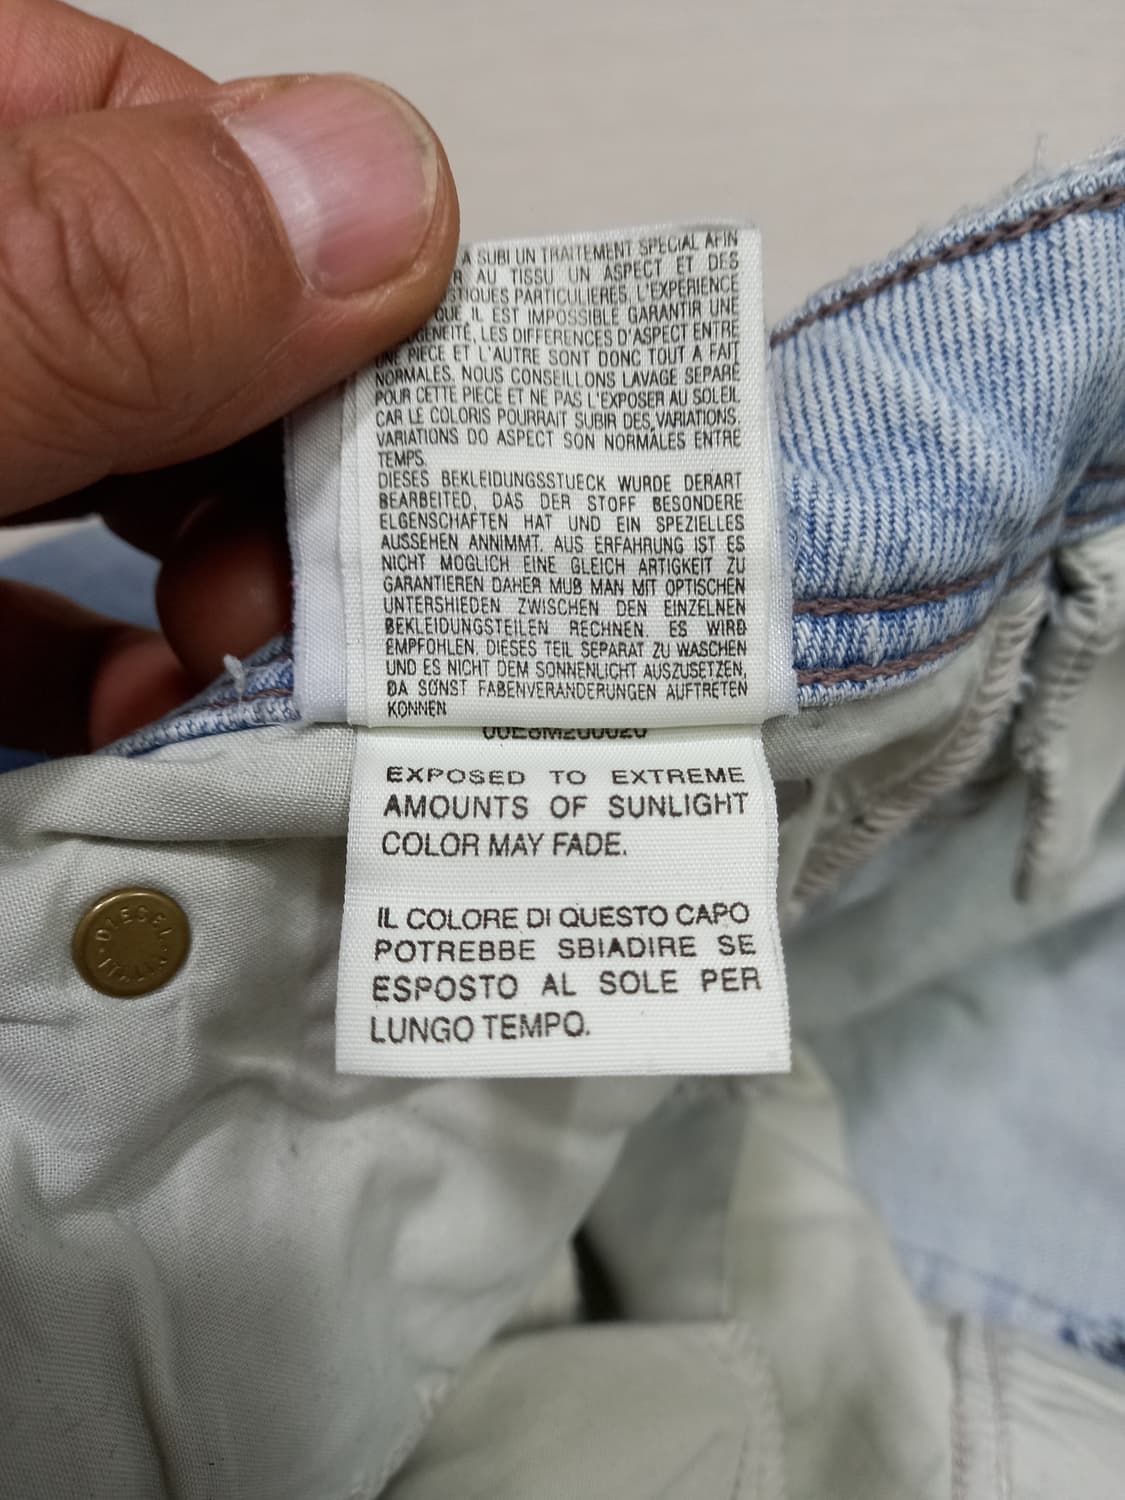 A SUBI UN TRAITEMENT SPECIAL AFIN
AU TISSU UN ASPECT ET DES
PARTICULIERES. L'EXPERIENCE
QUE IL EST IMPOSSIBLE GARANTIR UNE
LES DIFFERENCES D'ASPECT ENTRE
UNE PIECE ET L'AUTRE SONT DONC TOUT A FAIT
NORMALES. NOUS CONSEILLONS LAVAGE SEPARE
POUR CETTE PIECE ET NE PAS L'EXPOSER AU SOLEIL
CAR LE COLORIS POURRAIT SUBIR DES VARIATIONS.
VARIATIONS DO ASPECT SON NORMALES ENTRE
TEMPS.
DIESES BEKLEIDUNGSSTUECK WURDE DERART
BEARBEITED, DAS DER STOFF BESONDERE
ELGENSCHAFTEN HAT UND EIN SPEZIELLES
AUSSEHEN ANNIMMT. AUS ERFAHRUNG IST ES
NICHT MOGLICH EINE GLEICH ARTIGKEIT ZU
GARANTIEREN DAHER MUß MAN MIT OPTISCHEN
UNTERSHIEDEN ZWISCHEN DEN EINZELNEN
BEKLEIDUNGSTEILEN RECHNEN. ES WIRD
EMPFOHLEN, DIESES TEIL SEPARAT ZU WASCHEN
UND ES NICHT DEM SONNENLICHT AUSZUSETZEN,
DA SONST FABENVERANDERUNGEN AUFTRETEN
KONNEN
EXPOSED TO EXTREME
AMOUNTS OF SUNLIGHT
COLOR MAY FADE.
IL COLORE DI QUESTO CAPO
POTREBBE SBIADIRE SE
ESPOSTO AL SOLE PER
LUNGO TEMPO.
DIESEL